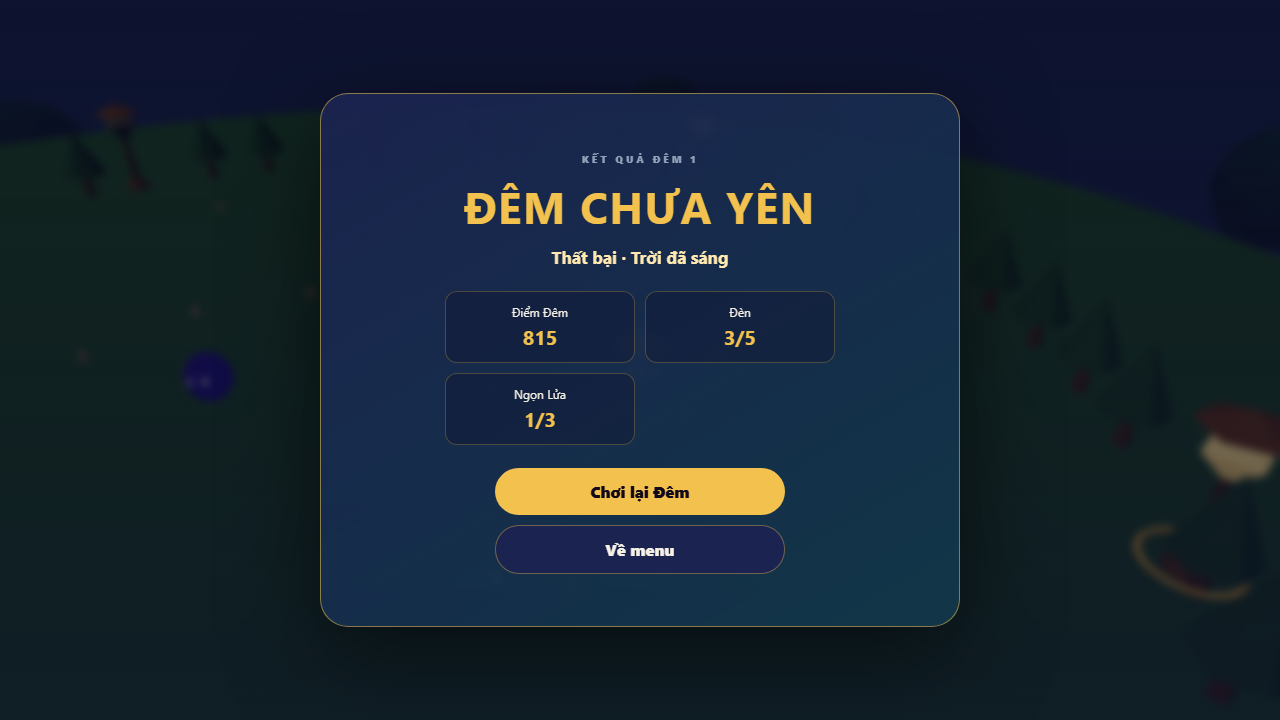 KẾT QUẢ ĐÊM 1
ĐÊM CHƯA YÊN
Thất bại · Trời đã sáng
Điểm Đêm
815
Đèn
3/5
Ngọn Lửa
1/3
Chơi lại Đêm
Về menu